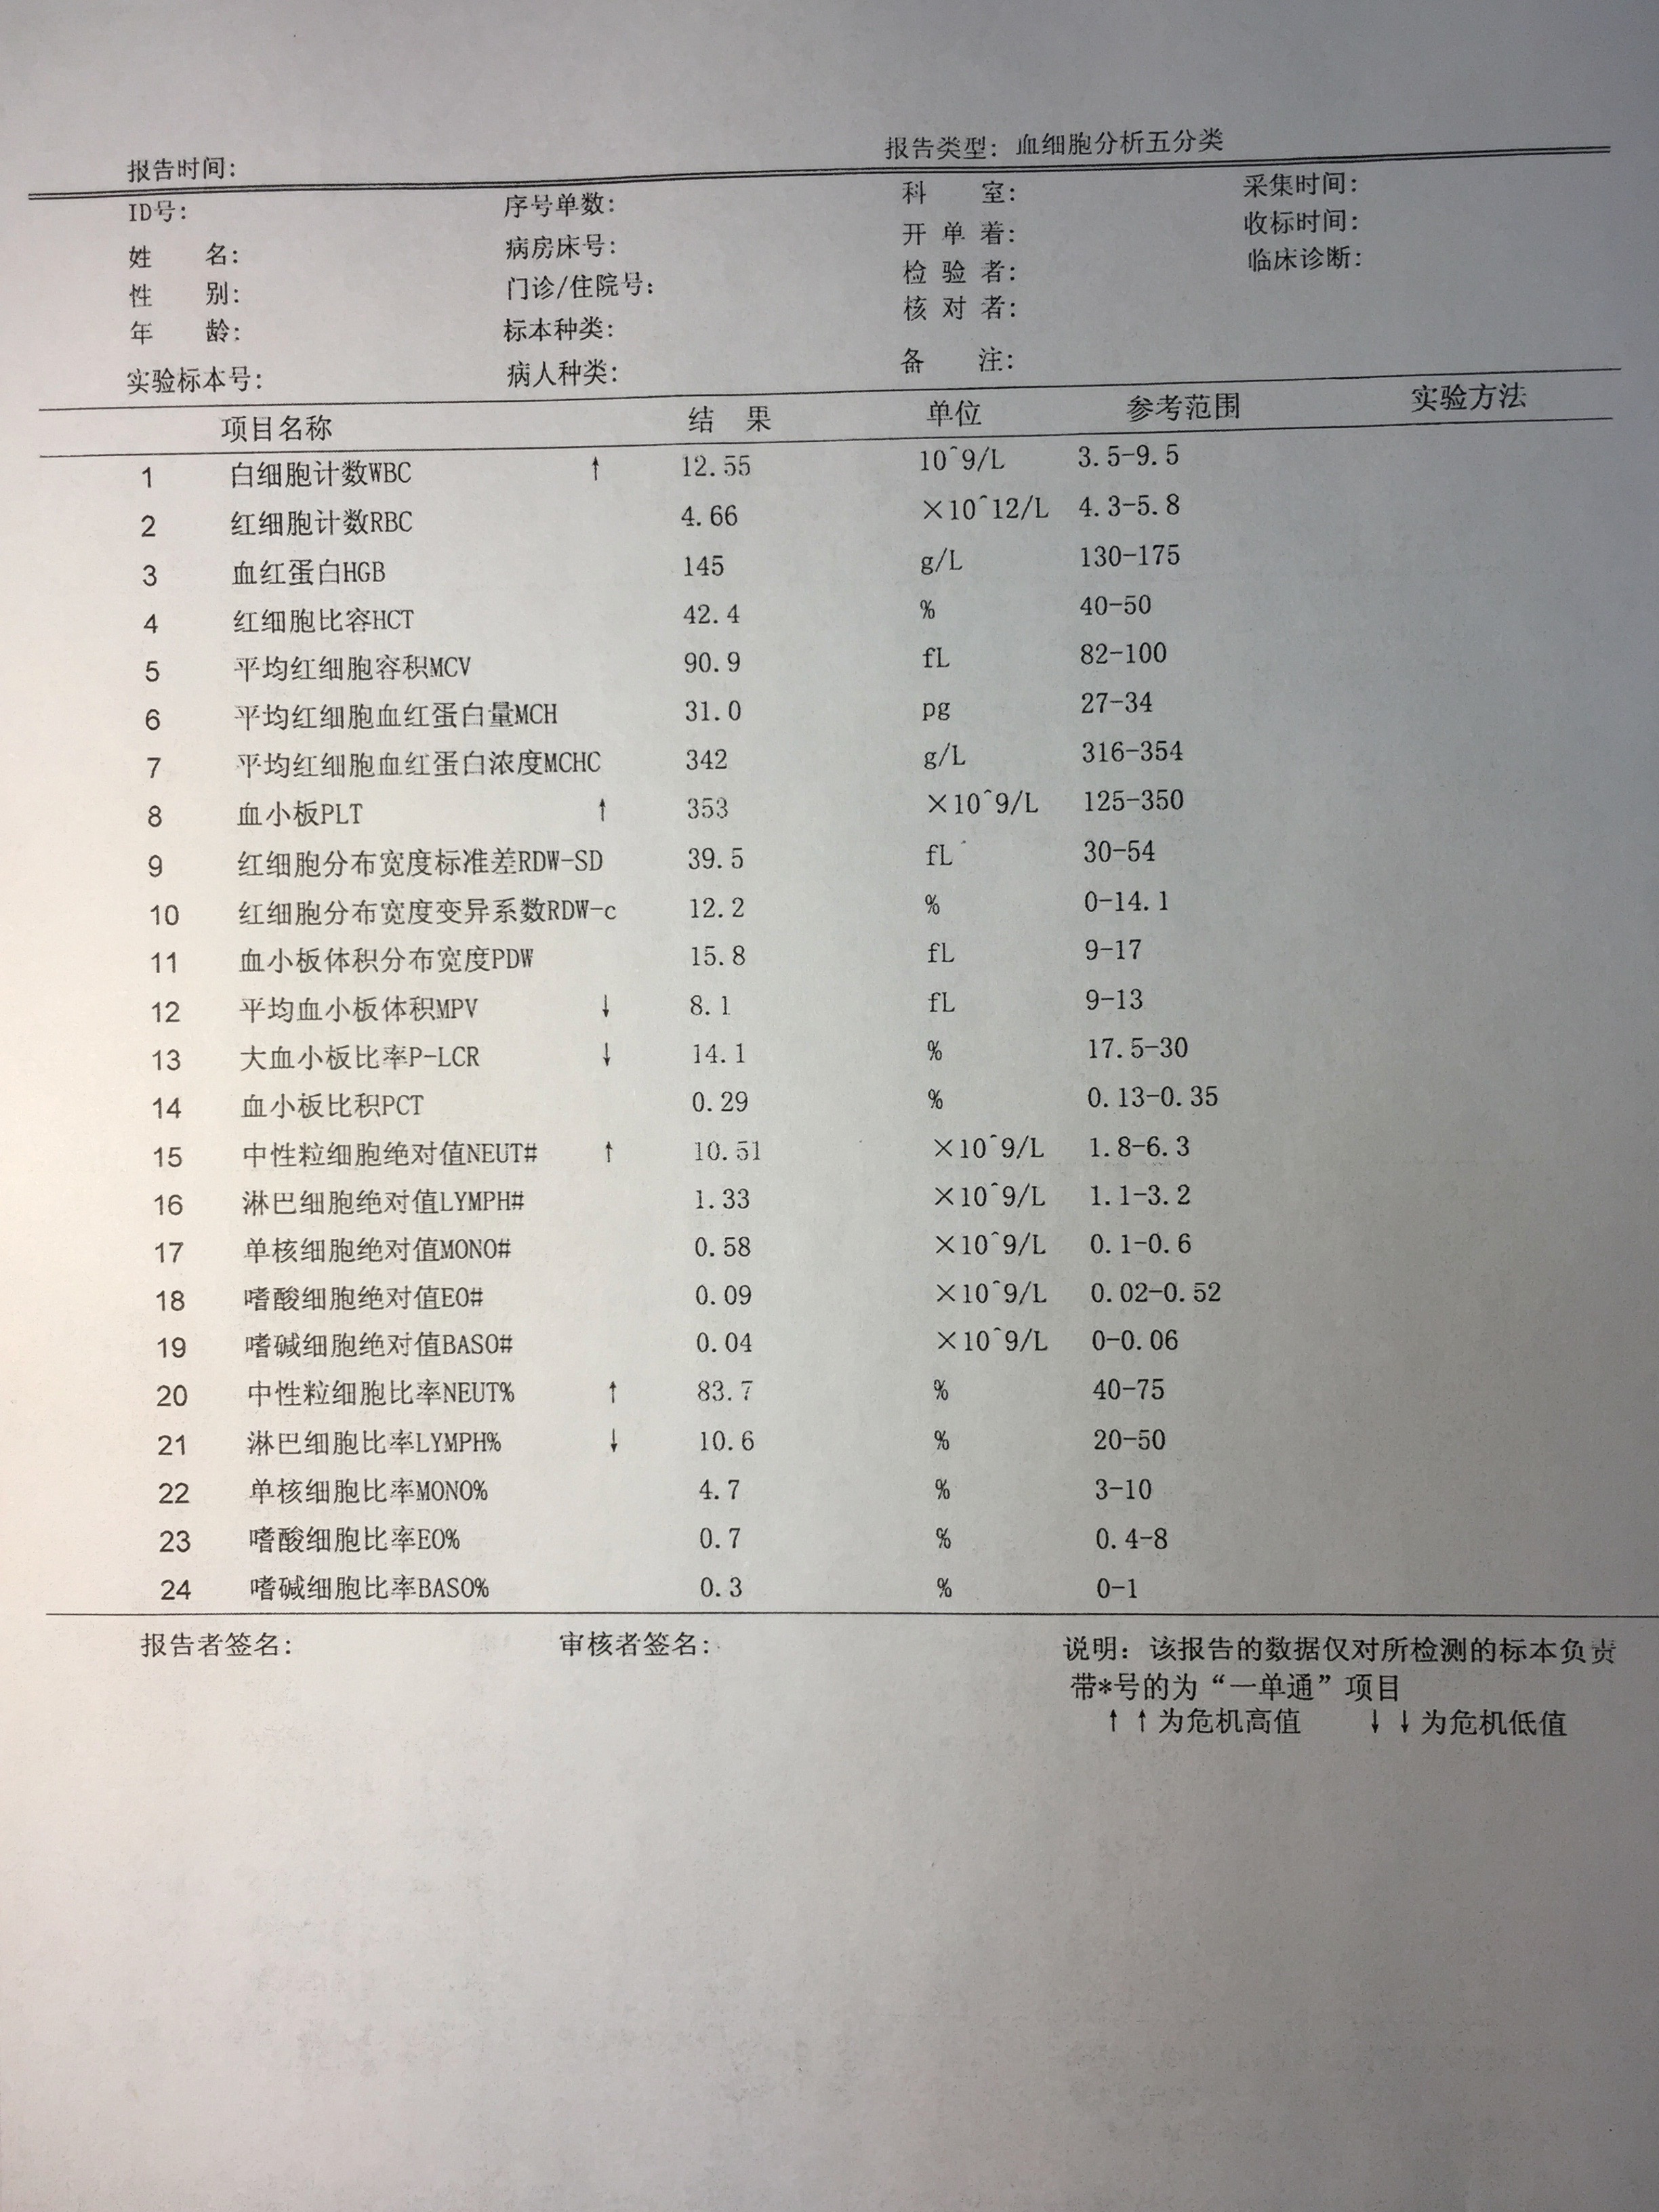 报告时间:
报告类型: 血细胞分析五分类
ID号: 序号单数: 科 室: 采集时间:
姓 名: 病房床号: 开 单 着: 收标时间:
性 别: 门诊/住院号: 检 验 者: 临床诊断:
年 龄: 标本种类: 核 对 者:
实验标本号: 病人种类: 备 注:
项目名称 结 果 单位 参考范围 实验方法
1 白细胞计数WBC ↑ 12.55 10^9/L 3.5-9.5
2 红细胞计数RBC 4.66 ×10^12/L 4.3-5.8
3 血红蛋白HGB 145 g/L 130-175
4 红细胞比容HCT 42.4 % 40-50
5 平均红细胞容积MCV 90.9 fL 82-100
6 平均红细胞血红蛋白量MCH 31.0 pg 27-34
7 平均红细胞血红蛋白浓度MCHC 342 g/L 316-354
8 血小板PLT ↑ 353 ×10^9/L 125-350
9 红细胞分布宽度标准差RDW-SD 39.5 fL 30-54
10 红细胞分布宽度变异系数RDW-c 12.2 % 0-14.1
11 血小板体积分布宽度PDW 15.8 fL 9-17
12 平均血小板体积MPV ↓ 8.1 fL 9-13
13 大血小板比率P-LCR ↓ 14.1 % 17.5-30
14 血小板比积PCT 0.29 % 0.13-0.35
15 中性粒细胞绝对值NEUT# ↑ 10.51 ×10^9/L 1.8-6.3
16 淋巴细胞绝对值LYMPH# 1.33 ×10^9/L 1.1-3.2
17 单核细胞绝对值MONO# 0.58 ×10^9/L 0.1-0.6
18 嗜酸细胞绝对值EO# 0.09 ×10^9/L 0.02-0.52
19 嗜碱细胞绝对值BASO# 0.04 ×10^9/L 0-0.06
20 中性粒细胞比率NEUT% ↑ 83.7 % 40-75
21 淋巴细胞比率LYMPH% ↓ 10.6 % 20-50
22 单核细胞比率MONO% 4.7 % 3-10
23 嗜酸细胞比率EO% 0.7 % 0.4-8
24 嗜碱细胞比率BASO% 0.3 % 0-1
报告者签名: 审核者签名: 说明: 该报告的数据仅对所检测的标本负责
带*号的为“一单通”项目
↑↑为危机高值 ↓↓为危机低值